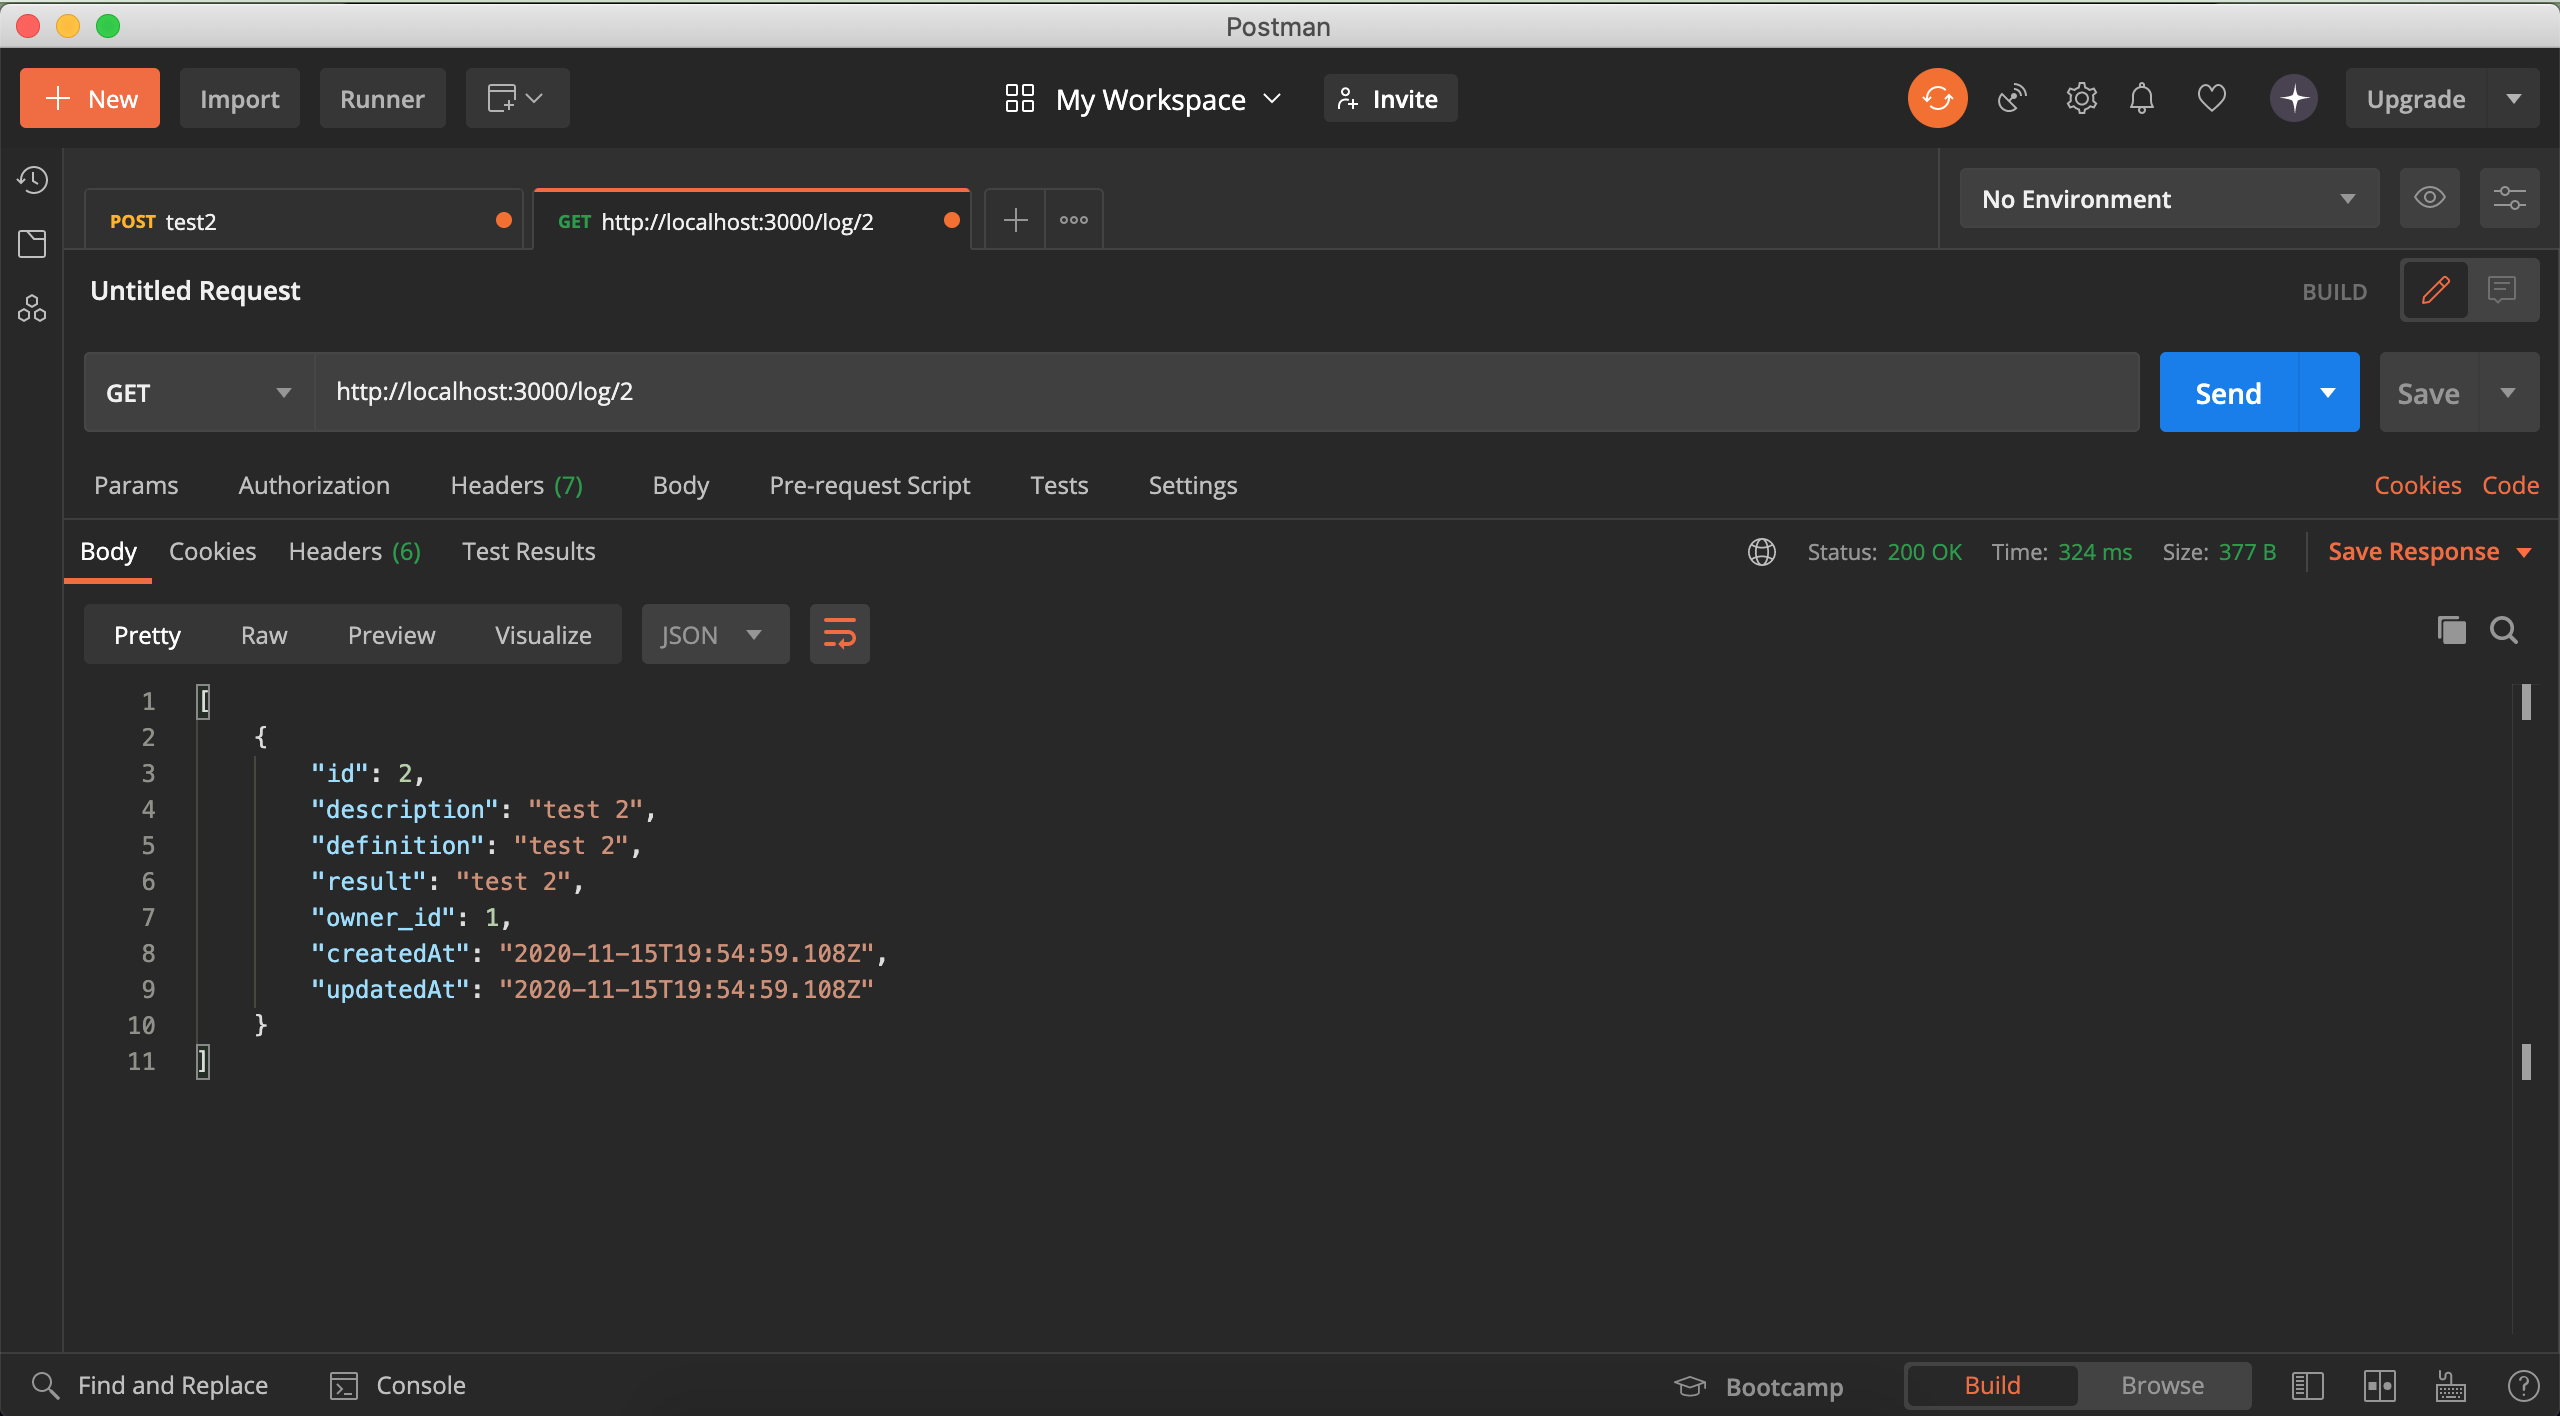 Postman
New
Import
Runner
My Workspace
Invite
Upgrade
POST test2
GET http://localhost:3000/log/2
No Environment
Untitled Request
BUILD
GET
http://localhost:3000/log/2
Send
Save
Params Authorization Headers (7) Body Pre-request Script Tests Settings
Cookies Code
Body Cookies Headers (6) Test Results
Status: 200 OK Time: 324 ms Size: 377 B Save Response
Pretty Raw Preview Visualize JSON
1 [
2 {
3 "id": 2,
4 "description": "test 2",
5 "definition": "test 2",
6 "result": "test 2",
7 "owner_id": 1,
8 "createdAt": "2020-11-15T19:54:59.108Z",
9 "updatedAt": "2020-11-15T19:54:59.108Z"
10 }
11 ]
Find and Replace
Console
Bootcamp
Build
Browse